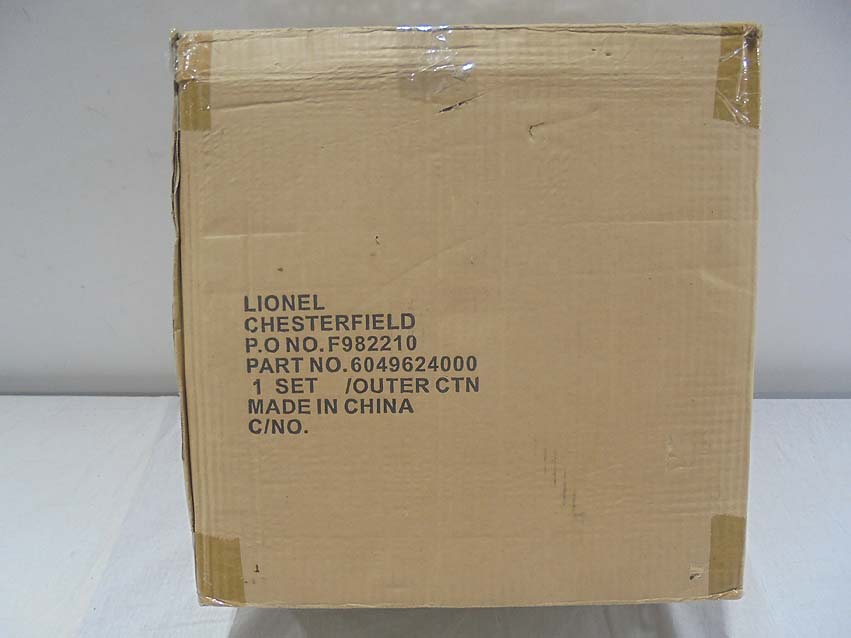 LIONEL
CHESTERFIELD
P.O NO.F982210
PART NO.6049624000
1 SET /OUTER CTN
MADE IN CHINA
C/NO.